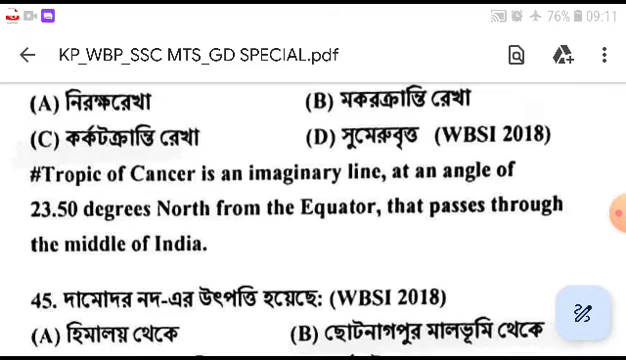 76% 09:11
KP_WBP_SSC MTS_GD SPECIAL.pdf
(A) নিরক্ষরেখা (B) মকরক্রান্তি রেখা
(C) কর্কটক্রান্তি রেখা (D) সুমেরুবৃত্ত (WBSI 2018)
#Tropic of Cancer is an imaginary line, at an angle of
23.50 degrees North from the Equator, that passes through
the middle of India.
45. দামোদর নদ-এর উৎপত্তি হয়েছে: (WBSI 2018)
(A) হিমালয় থেকে (B) ছোটনাগপুর মালভূমি থেকে